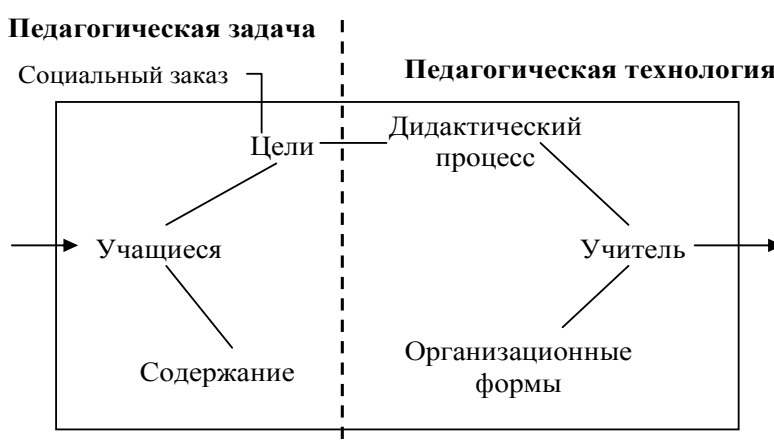 Педагогическая задача
Социальный заказ
Педагогическая технология
Цели
Дидактический
процесс
Учащиеся
Учитель
Содержание
Организационные
формы